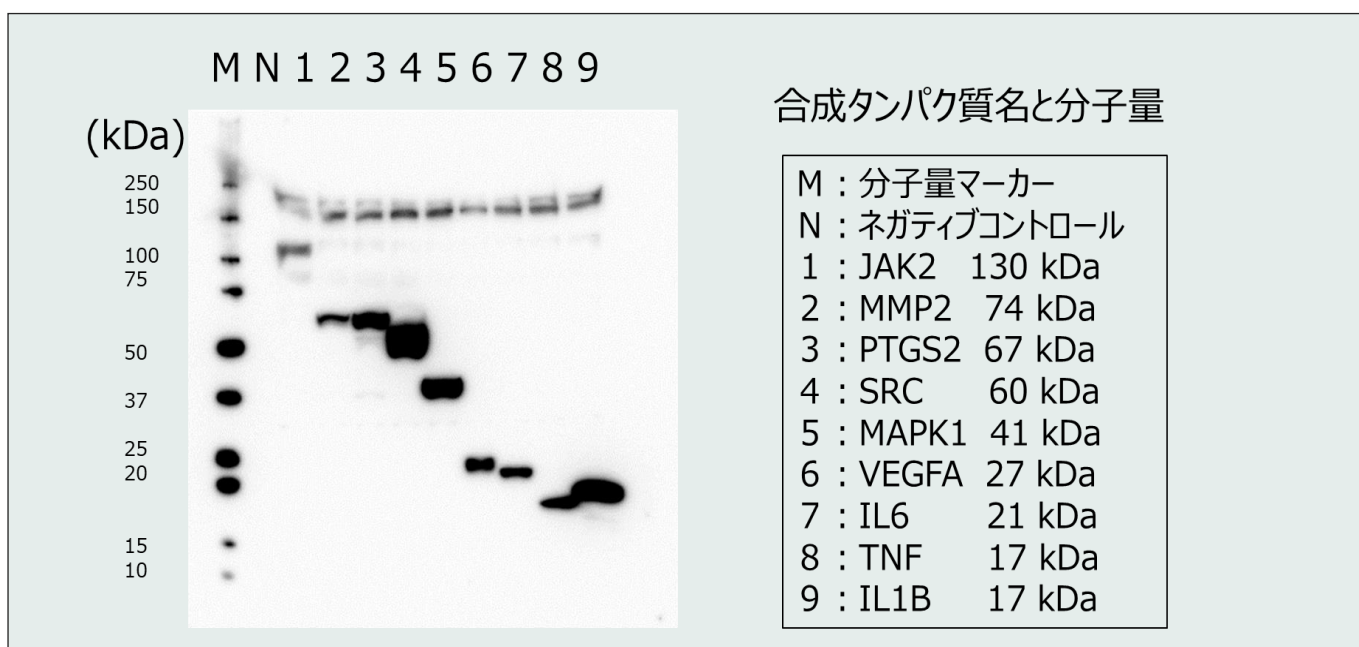 M N 1 2 3 4 5 6 7 8 9
(kDa)
250
150
100
75
50
37
25
20
15
10
合成タンパク質名と分子量
M：分子量マーカー
N：ネガティブコントロール
1：JAK2 130 kDa
2：MMP2 74 kDa
3：PTGS2 67 kDa
4：SRC 60 kDa
5：MAPK1 41 kDa
6：VEGFA 27 kDa
7：IL6 21 kDa
8：TNF 17 kDa
9：IL1B 17 kDa